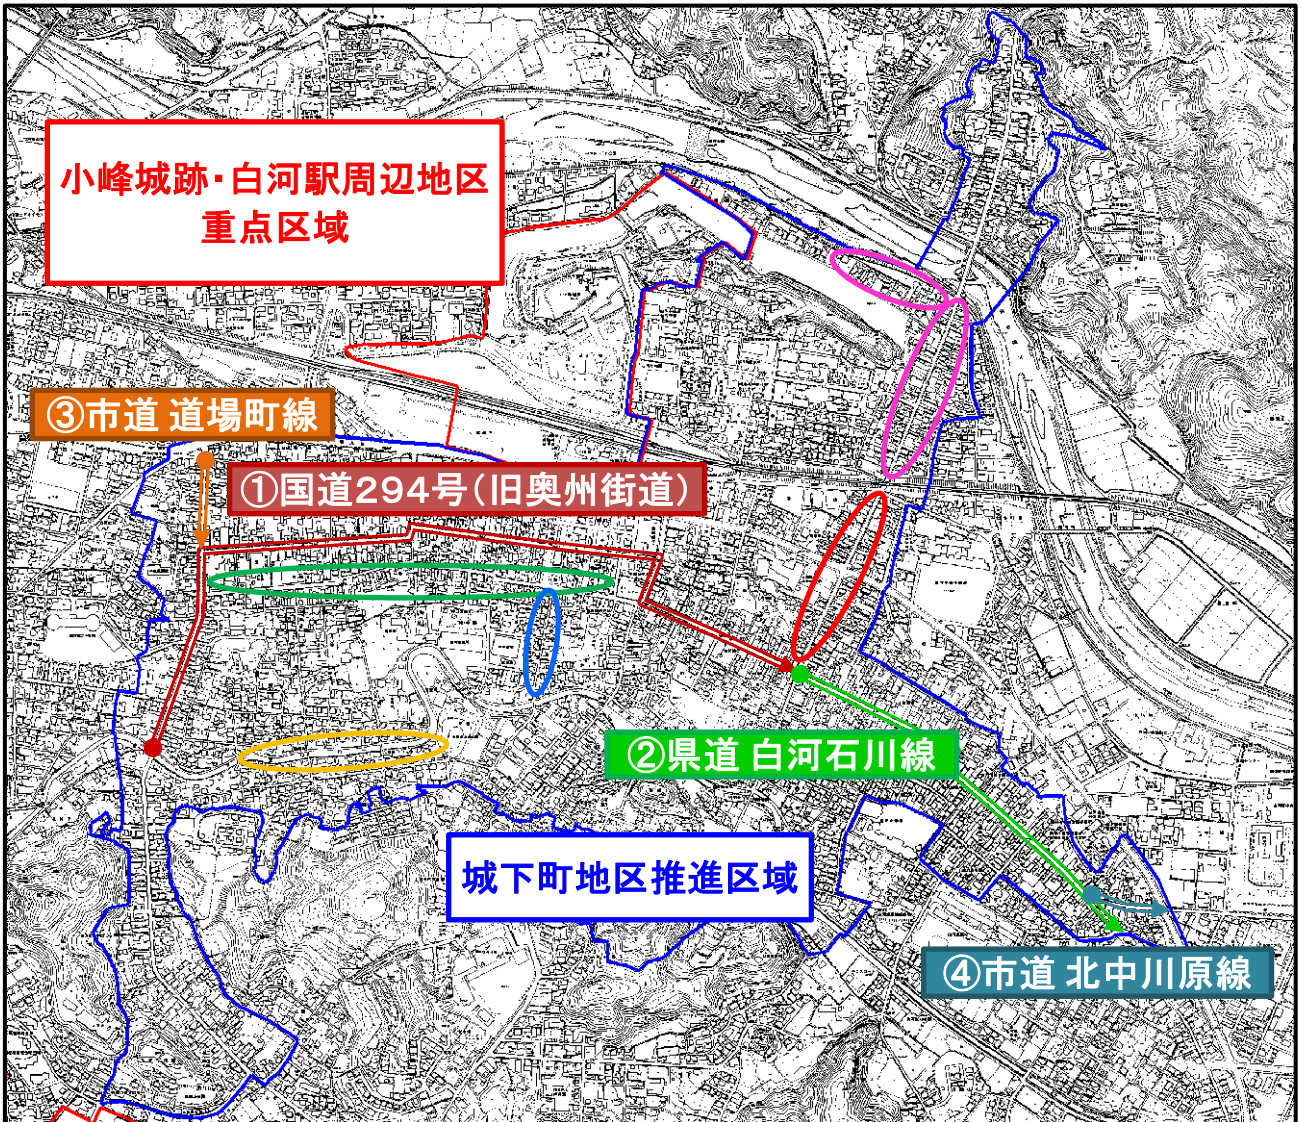 小峰城跡・白河駅周辺地区
重点区域
③市道 道場町線
①国道294号(旧奥州街道)
②県道 白河石川線
城下町地区推進区域
④市道 北中川原線